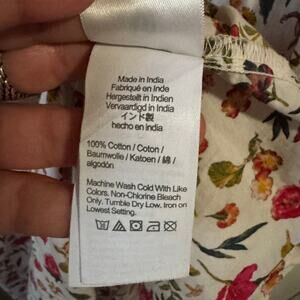 Made in India
Fabriqué en Inde
Hergestellt in Indien
Vervaardigd in India
インド製
hecho en india
100% Cotton / Coton /
Baumwolle / Katoen / 綿 /
algodón
Machine Wash Cold With Like
Colors. Non-Chlorine Bleach
Only. Tumble Dry Low. Iron on
Lowest Setting.